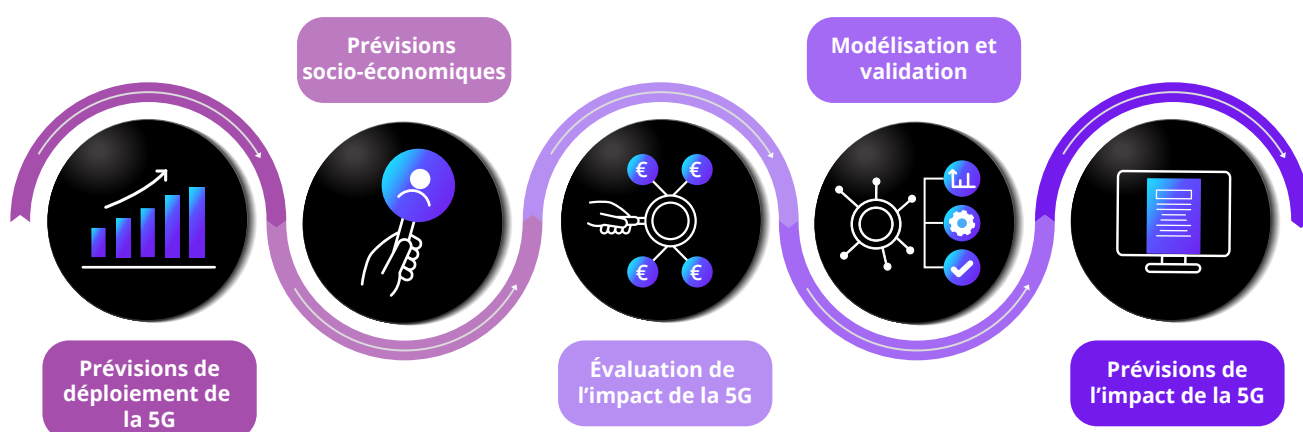 Prévisions de
déploiement de
la 5G
Prévisions
socio-économiques
€ €
€ €
Évaluation de
l’impact de la 5G
Modélisation et
validation
Prévisions de
l’impact de la 5G